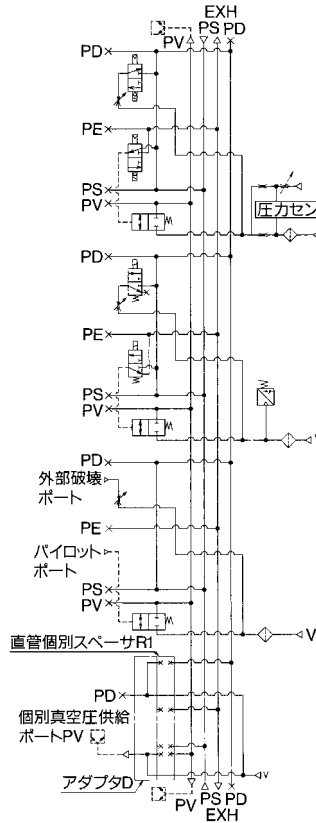 EXH
PV PS PD
PD
PE
PS
PV
圧力セン
PD
PE
PS
PV
V
PD
外部破壊
ポート
PE
パイロット
ポート
PS
PV
V
直管個別スペーサR1
PD
個別真空圧供給
ポートPV
V
アダプタD
PV PS PD
EXH